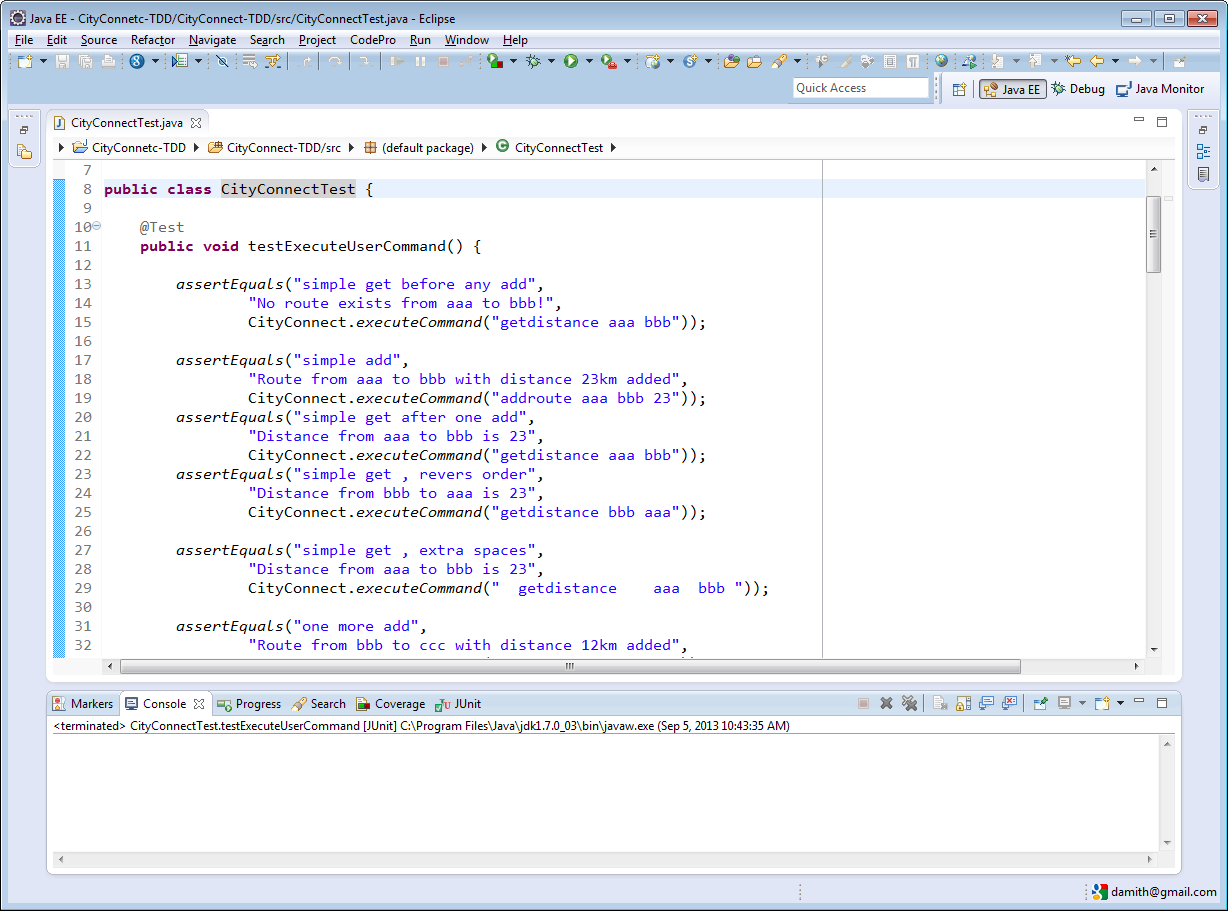 Java EE - CityConnetc-TDD/CityConnect-TDD/src/CityConnectTest.java - Eclipse
File Edit Source Refactor Navigate Search Project CodePro Run Window Help
Quick Access
Java EE Debug Java Monitor
CityConnectTest.java
CityConnetc-TDD CityConnect-TDD/src (default package) CityConnectTest
7
8 public class CityConnectTest {
9
10 @Test
11 public void testExecuteUserCommand() {
12
13 assertEquals("simple get before any add",
14 "No route exists from aaa to bbb!",
15 CityConnect.executeCommand("getdistance aaa bbb"));
16
17 assertEquals("simple add",
18 "Route from aaa to bbb with distance 23km added",
19 CityConnect.executeCommand("addroute aaa bbb 23"));
20 assertEquals("simple get after one add",
21 "Distance from aaa to bbb is 23",
22 CityConnect.executeCommand("getdistance aaa bbb"));
23 assertEquals("simple get , revers order",
24 "Distance from bbb to aaa is 23",
25 CityConnect.executeCommand("getdistance bbb aaa"));
26
27 assertEquals("simple get , extra spaces",
28 "Distance from aaa to bbb is 23",
29 CityConnect.executeCommand("  getdistance    aaa  bbb "));
30
31 assertEquals("one more add",
32 "Route from bbb to ccc with distance 12km added",
Markers Console Progress Search Coverage JUnit
<terminated> CityConnectTest.testExecuteUserCommand [JUnit] C:\Program Files\Java\jdk1.7.0_03\bin\javaw.exe (Sep 5, 2013 10:43:35 AM)
damith@gmail.com